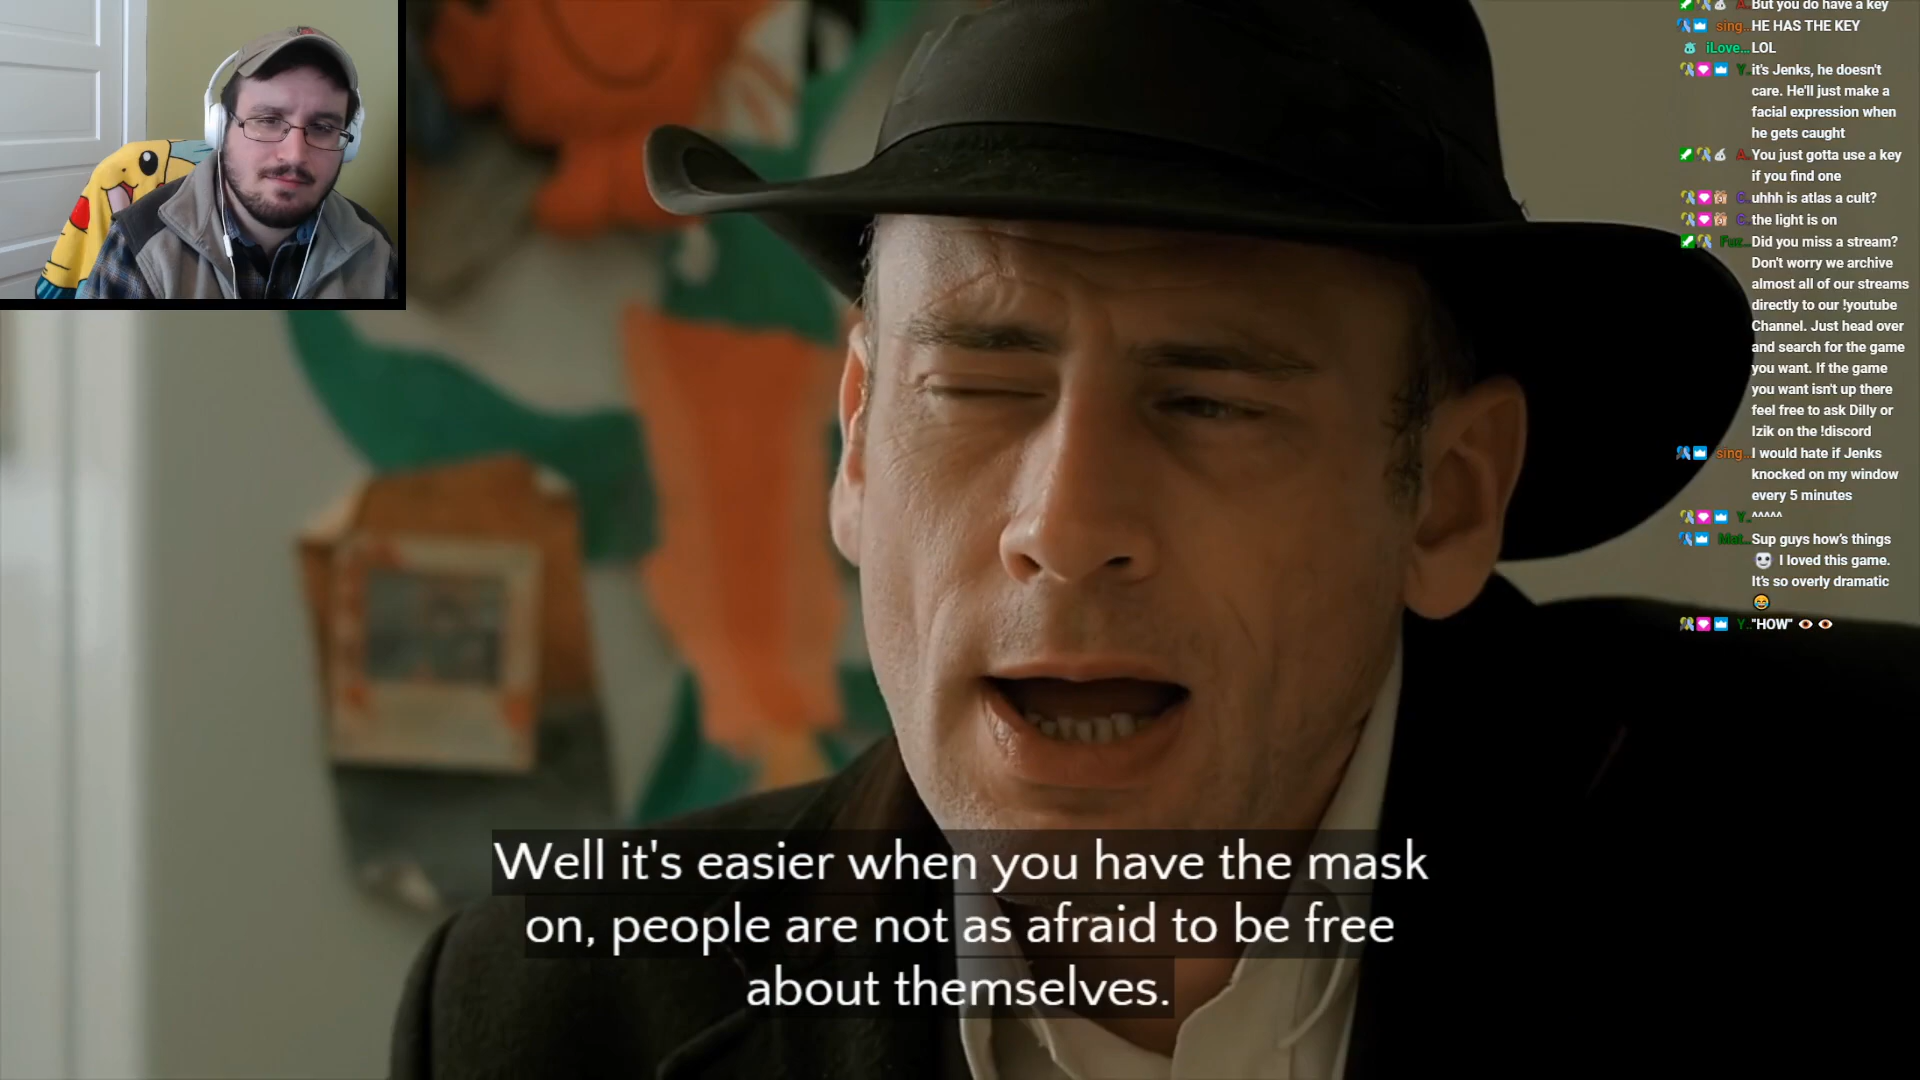 A. But you do have a key
sing.. HE HAS THE KEY
iLove... LOL
Y. it's Jenks, he doesn't
care. He'll just make a
facial expression when
he gets caught
A. You just gotta use a key
if you find one
C. uhhh is atlas a cult?
C. the light is on
Fuz.. Did you miss a stream?
Don't worry we archive
almost all of our streams
directly to our !youtube
Channel. Just head over
and search for the game
you want. If the game
you want isn't up there
feel free to ask Dilly or
Izik on the !discord
sing.. I would hate if Jenks
knocked on my window
every 5 minutes
Y.. ^^^^^
Mat.. Sup guys how's things
I loved this game.
It's so overly dramatic
😂
Y.. "HOW" 👁 👁
Well it's easier when you have the mask
on, people are not as afraid to be free
about themselves.